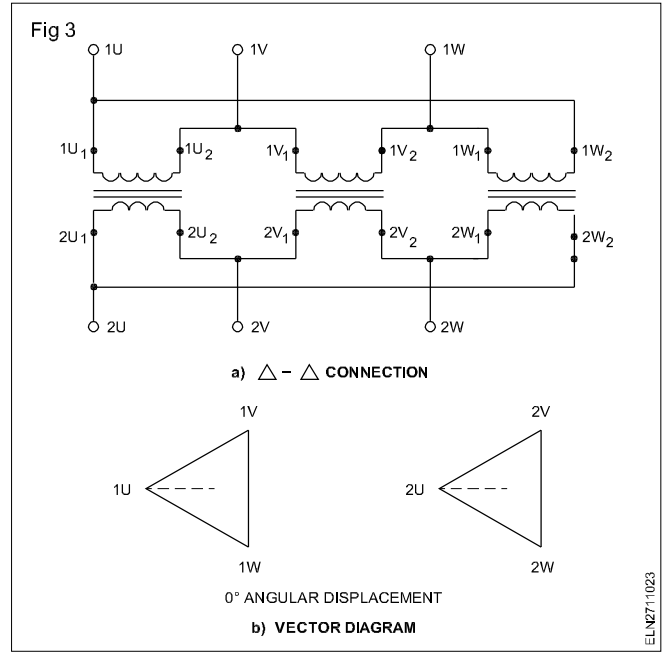 Fig 3
1U 1V 1W
1U1 1U2 1V1 1V2 1W1 1W2
2U1 2U2 2V1 2V2 2W1 2W2
2U 2V 2W
a) △ – △ CONNECTION
1V 2V
1U 2U
1W 2W
0° ANGULAR DISPLACEMENT
b) VECTOR DIAGRAM
ELN2711023